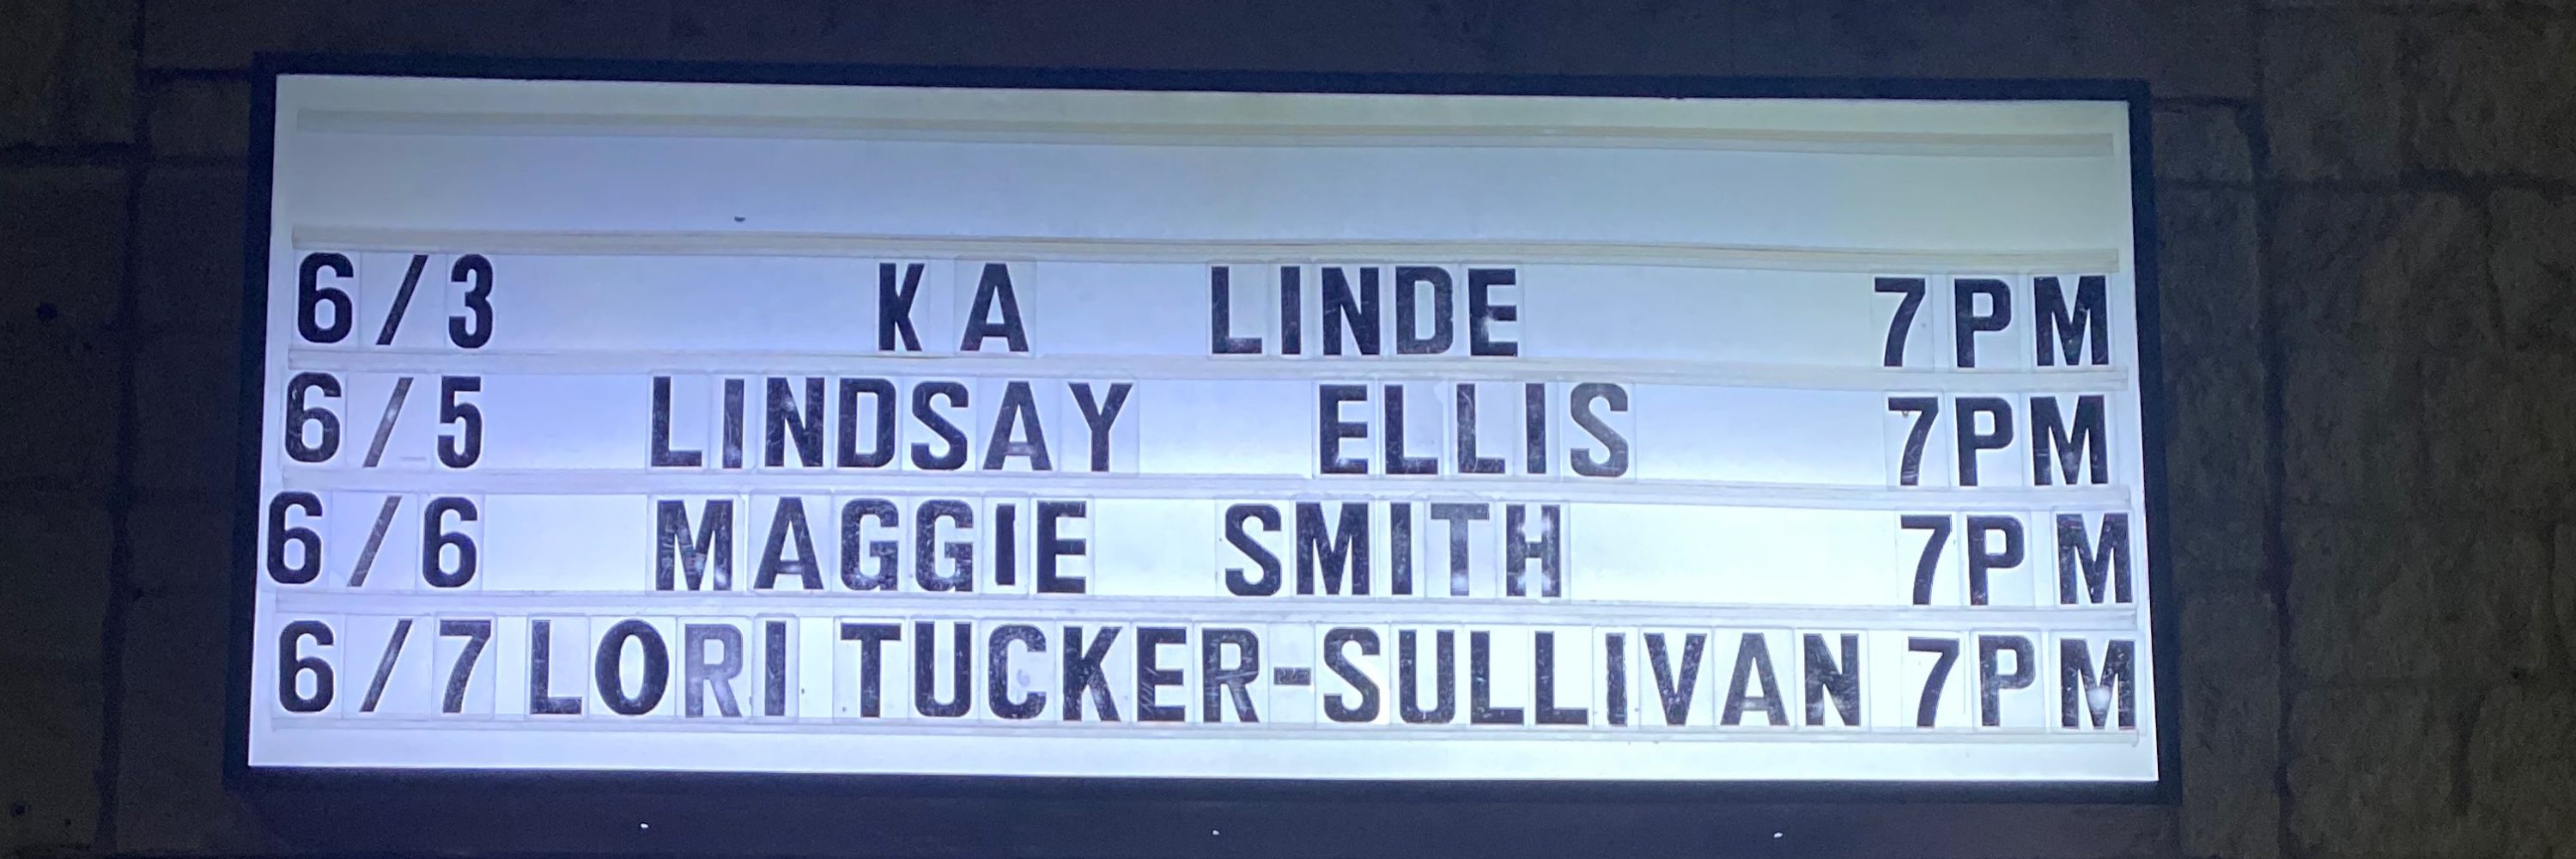 6/3 KA LINDE 7PM
6/5 LINDSAY ELLIS 7PM
6/6 MAGGIE SMITH 7PM
6/7 LORI TUCKER-SULLIVAN 7PM